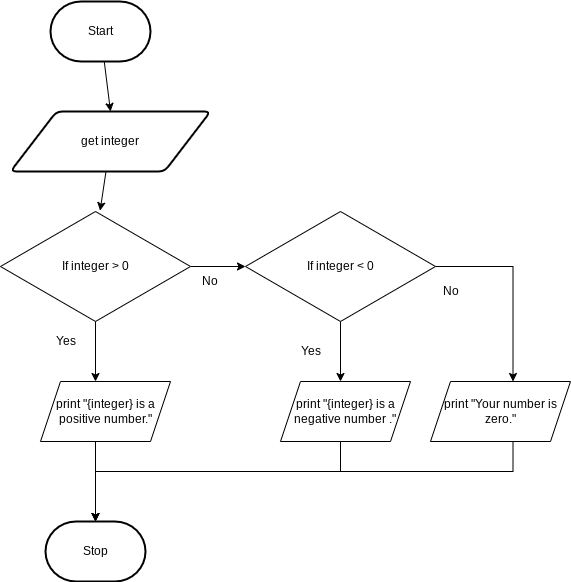 Start
get integer
If integer > 0
No
If integer < 0
No
Yes
Yes
print "{integer} is a
positive number."
print "{integer} is a
negative number ."
print "Your number is
zero."
Stop